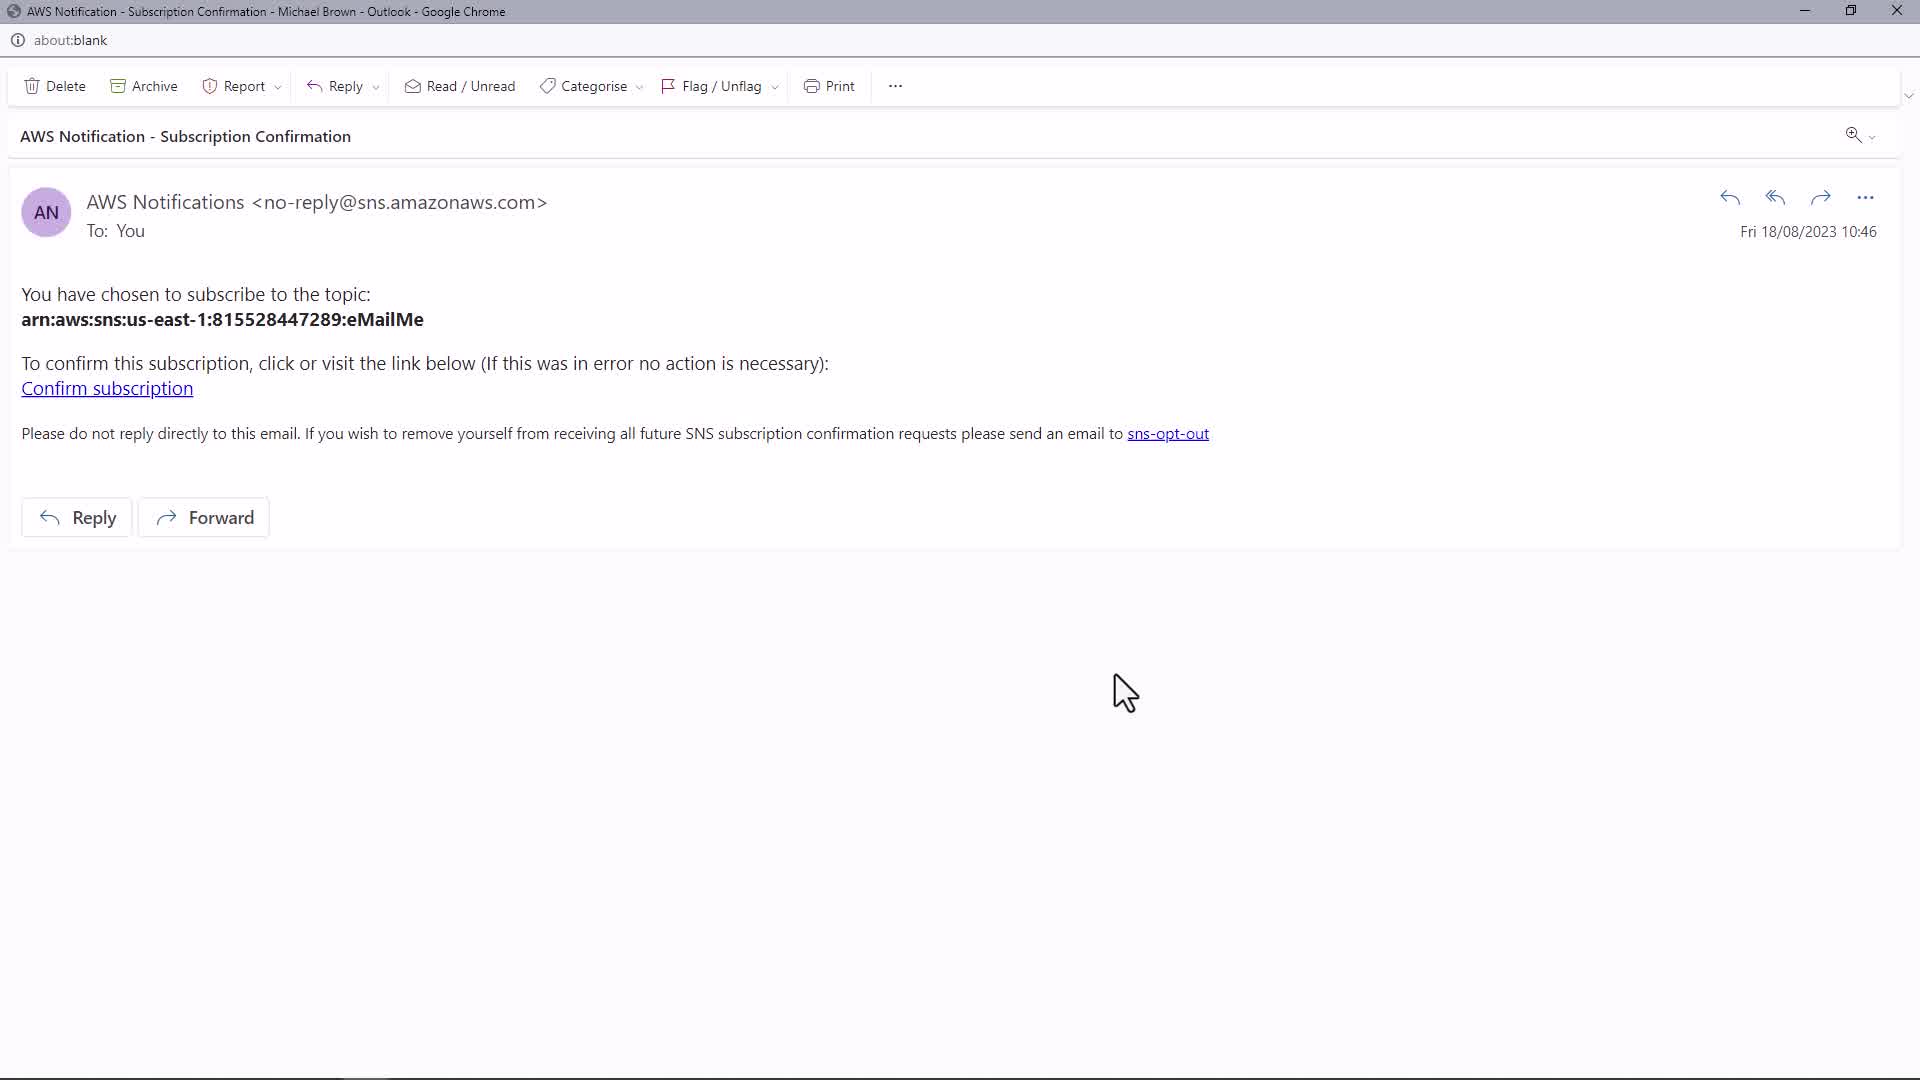 AWS Notification - Subscription Confirmation - Michael Brown - Outlook - Google Chrome
about:blank
Delete Archive Report Reply Read / Unread Categorise Flag / Unflag Print
AWS Notification - Subscription Confirmation
AN
AWS Notifications <no-reply@sns.amazonaws.com>
To: You
Fri 18/08/2023 10:46
You have chosen to subscribe to the topic:
arn:aws:sns:us-east-1:815528447289:eMailMe
To confirm this subscription, click or visit the link below (If this was in error no action is necessary):
Confirm subscription
Please do not reply directly to this email. If you wish to remove yourself from receiving all future SNS subscription confirmation requests please send an email to sns-opt-out
Reply Forward